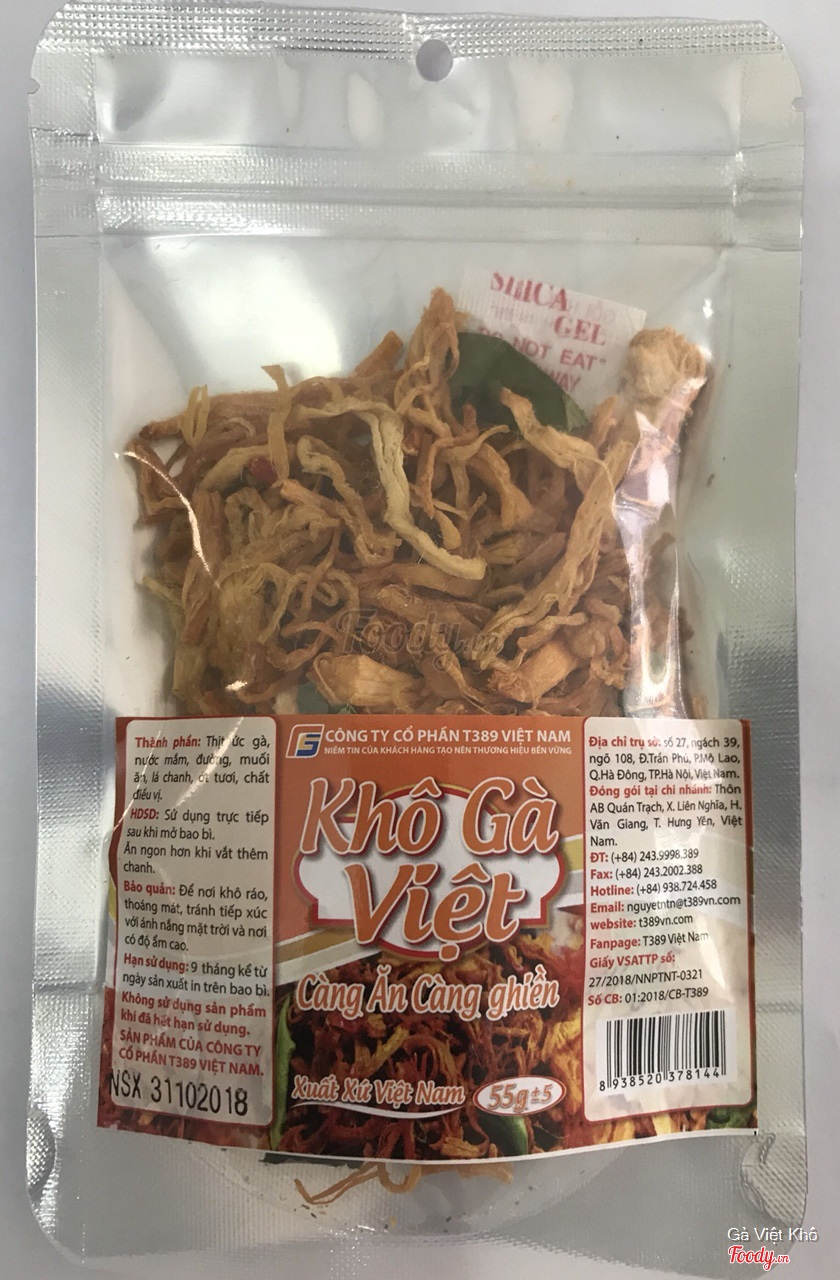 SILICA
GEL
DO NOT EAT"
WAY
Foody.vn
CÔNG TY CỔ PHẦN T389 VIỆT NAM
NIỀM TIN CỦA KHÁCH HÀNG TẠO NÊN THƯƠNG HIỆU BỀN VỮNG
Khô Gà
Việt
Càng Ăn Càng ghiền
Xuất Xứ Việt Nam
55g±5
Thành phần: Thịt ức gà,
nước mắm, đường, muối
ăn, lá chanh, ớt tươi, chất
điều vị.
HDSD: Sử dụng trực tiếp
sau khi mở bao bì.
Ăn ngon hơn khi vắt thêm
chanh.
Bảo quản: Để nơi khô ráo,
thoáng mát, tránh tiếp xúc
với ánh nắng mặt trời và nơi
có độ ẩm cao.
Hạn sử dụng: 9 tháng kể từ
ngày sản xuất in trên bao bì.
Không sử dụng sản phẩm
khi đã hết hạn sử dụng.
SẢN PHẨM CỦA CÔNG TY
CỔ PHẦN T389 VIỆT NAM.
NSX 31102018
Địa chỉ trụ sở: số 27, ngách 39,
ngõ 108, Đ.Trần Phú, P.Mộ Lao,
Q.Hà Đông, TP.Hà Nội, Việt Nam.
Đóng gói tại chi nhánh: Thôn
AB Quán Trạch, X. Liên Nghĩa, H.
Văn Giang, T. Hưng Yên, Việt
Nam.
ĐT: (+84) 243.9998.389
Fax: (+84) 243.2002.388
Hotline: (+84) 938.724.458
Email: nguyetntn@t389vn.com
website: t389vn.com
Fanpage: T389 Việt Nam
Giấy VSATTP số:
27/2018/NNPTNT-0321
Số CB: 01:2018/CB-T389
8 938520 378144
Gà Việt Khô
Foody.vn